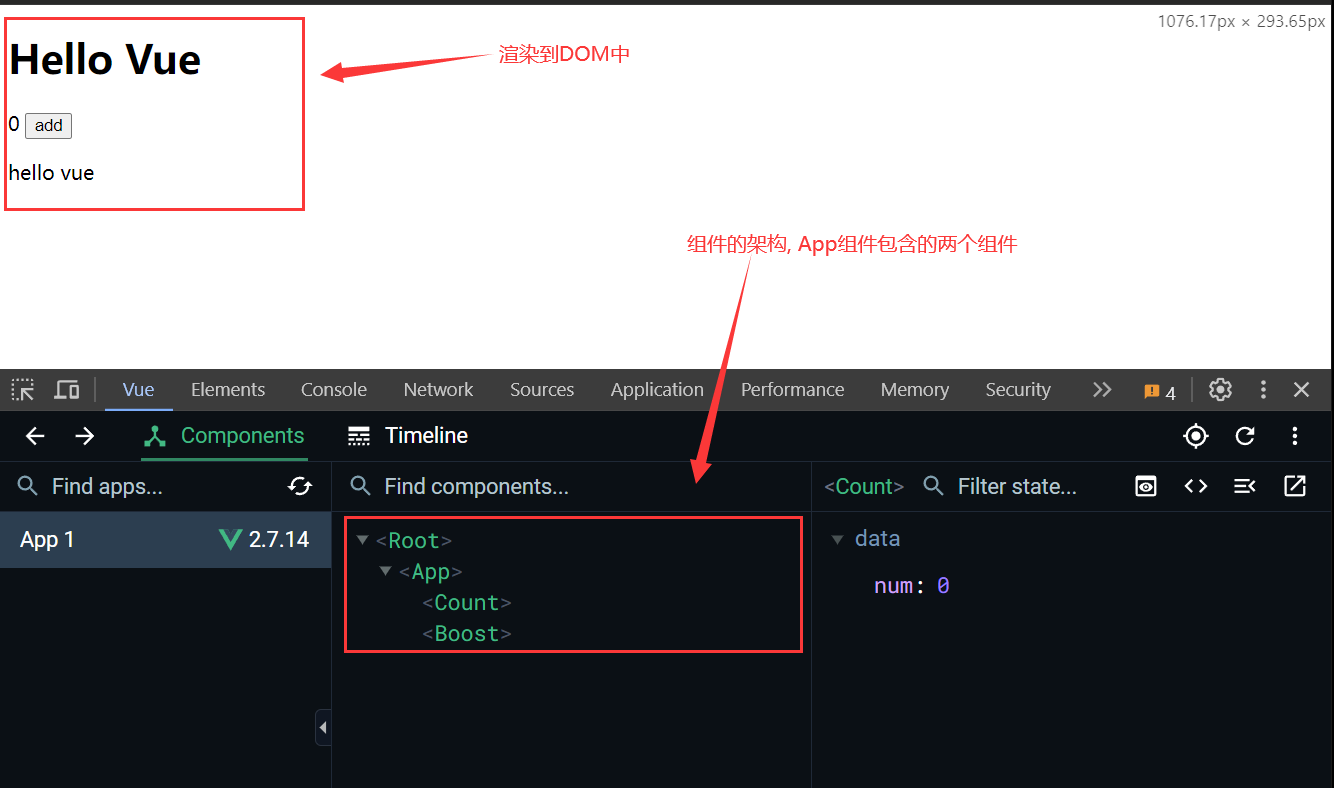 1076.17px × 293.65px
Hello Vue
渲染到DOM中
0 add
hello vue
组件的架构, App组件包含的两个组件
Vue Elements Console Network Sources Application Performance Memory Security 4
Components Timeline
Find apps... Find components... <Count> Filter state...
App 1 2.7.14
<Root>
<App>
<Count>
<Boost>
data
num: 0